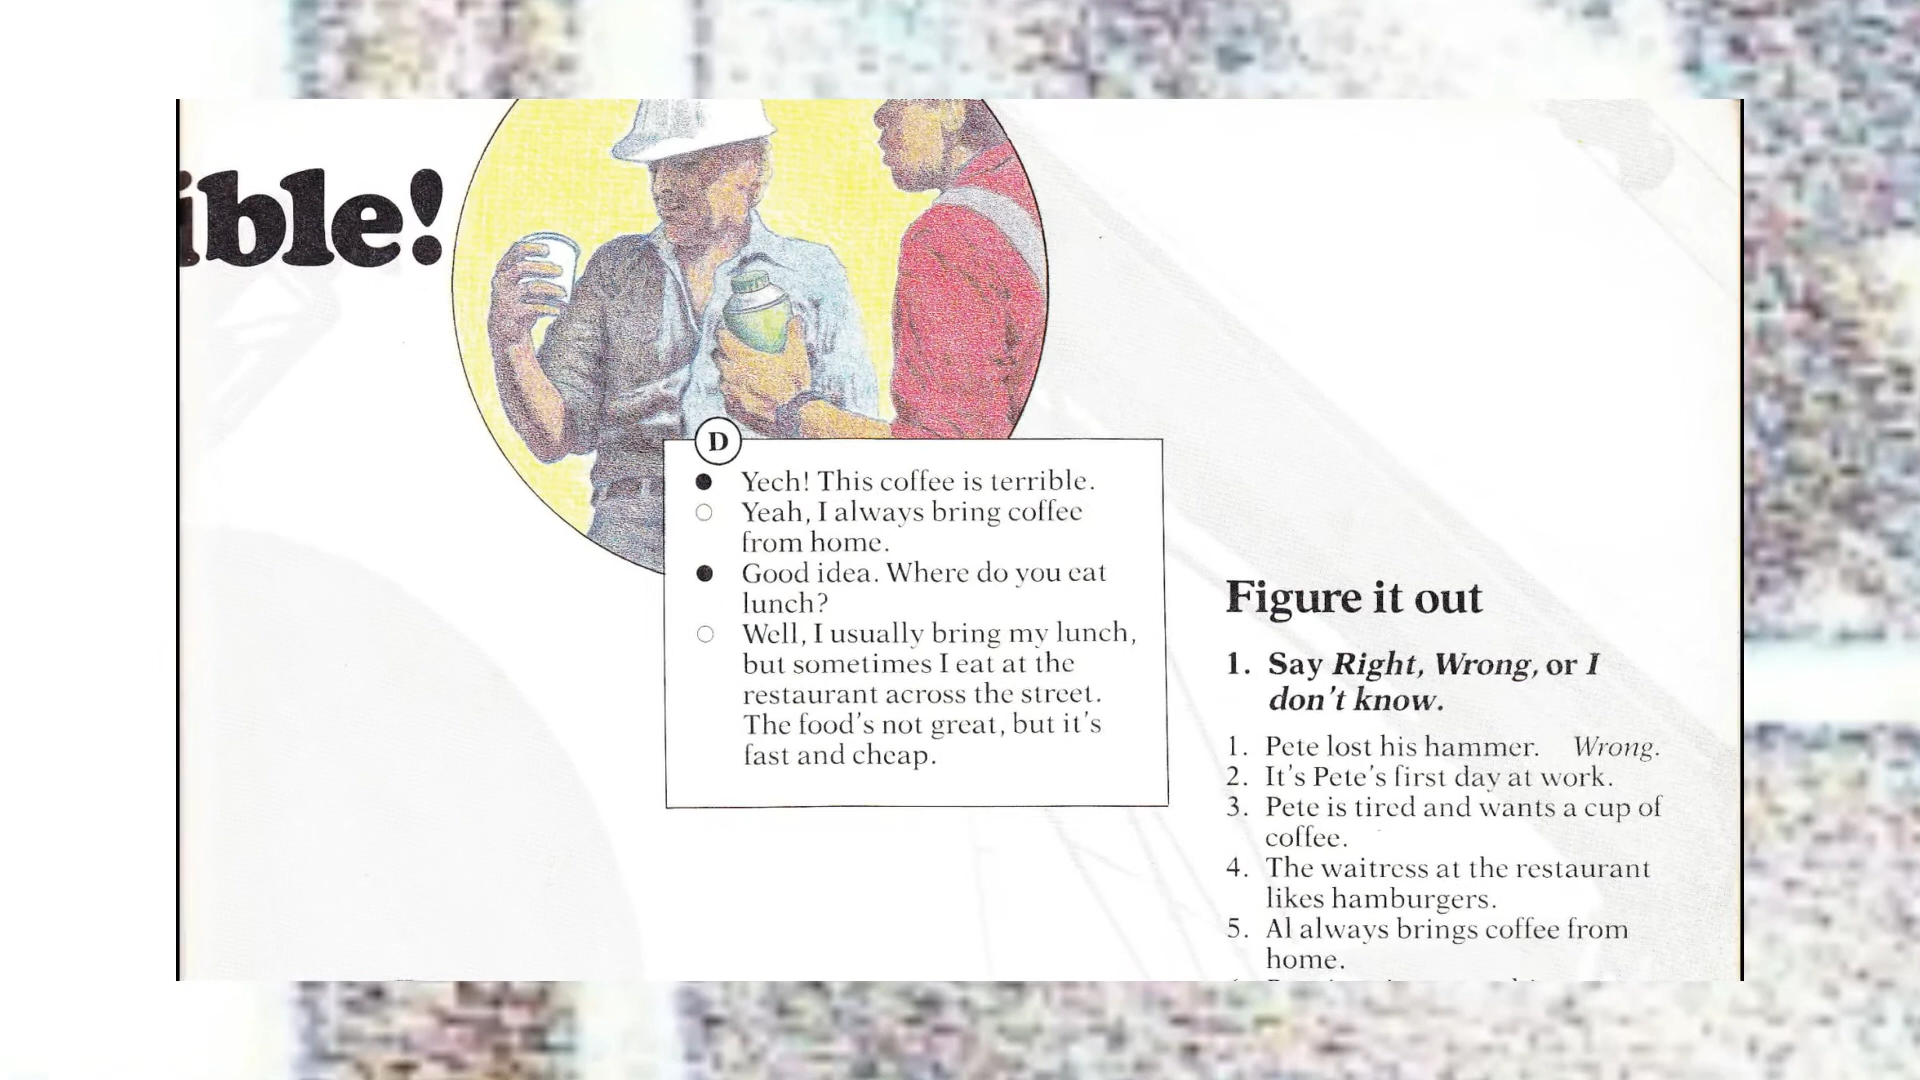 ible!
D
● Yech! This coffee is terrible.
○ Yeah, I always bring coffee
from home.
● Good idea. Where do you eat
lunch?
○ Well, I usually bring my lunch,
but sometimes I eat at the
restaurant across the street.
The food's not great, but it's
fast and cheap.
Figure it out
1. Say Right, Wrong, or I
don't know.
1. Pete lost his hammer. Wrong.
2. It's Pete's first day at work.
3. Pete is tired and wants a cup of
coffee.
4. The waitress at the restaurant
likes hamburgers.
5. Al always brings coffee from
home.